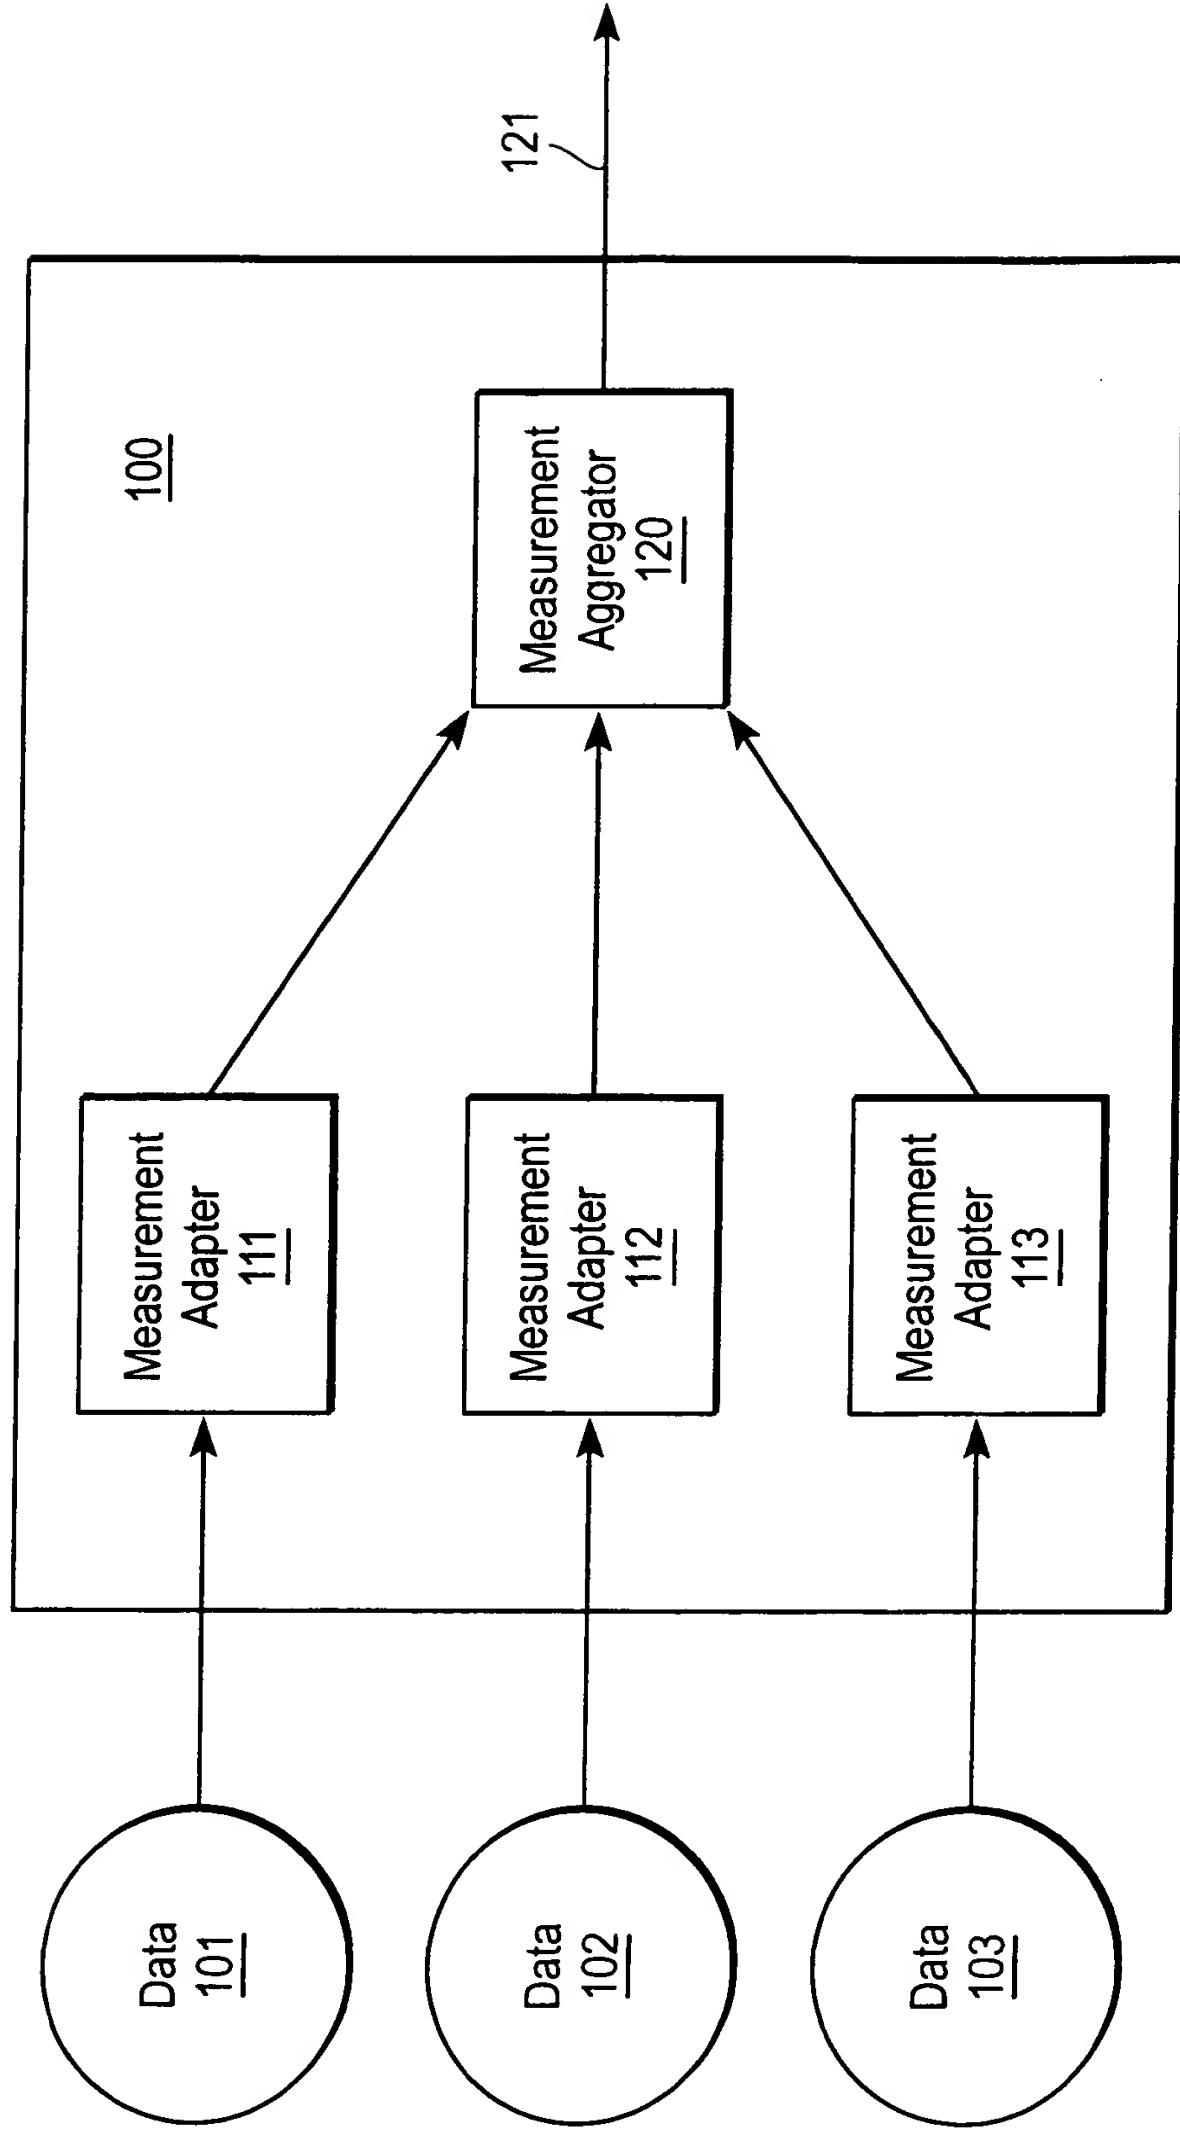 Data
101
Measurement
Adapter
111
Data
102
Measurement
Adapter
112
Data
103
Measurement
Adapter
113
100
Measurement
Aggregator
120
121